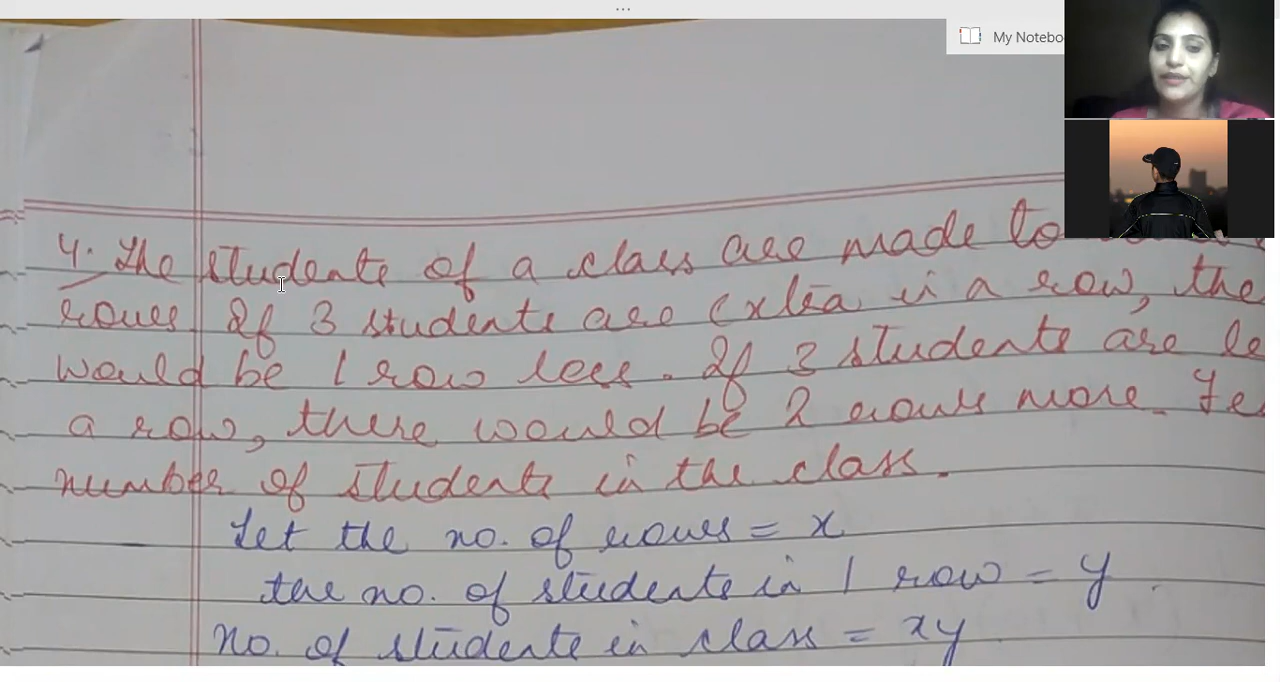 ...
My Notebo
4. The students of a class are made to
rows. If 3 students are extra in a row, the
would be 1 row less. If 3 students are le
a row, there would be 2 rows more.
number of students in the class.
Let the no. of rows = x
the no. of students in 1 row = y.
No. of students in class = xy